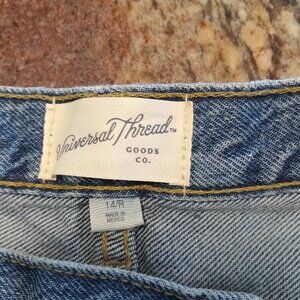 Universal Thread™
GOODS
CO.
14/R
MADE IN
MEXICO